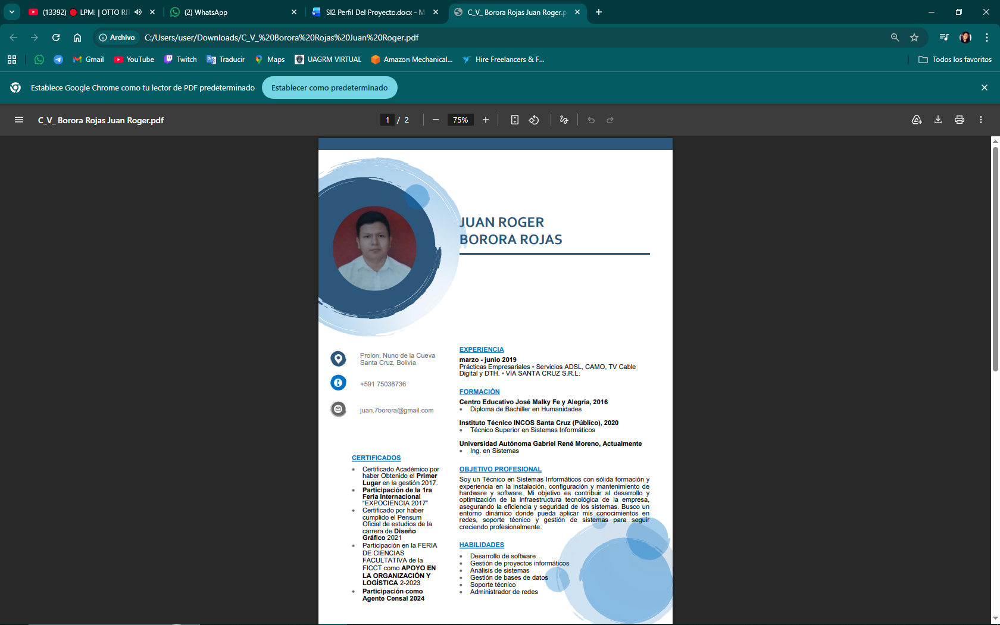 (13392) 🔴 LPM! | OTTO RIT
(2) WhatsApp
SI2 Perfil Del Proyecto.docx - M
C_V_ Borora Rojas Juan Roger.p
Archivo
C:/Users/user/Downloads/C_V_%20Borora%20Rojas%20Juan%20Roger.pdf
Gmail
YouTube
Twitch
Traducir
Maps
UAGRM VIRTUAL
Amazon Mechanical...
Hire Freelancers & F...
Todos los favoritos
Establece Google Chrome como tu lector de PDF predeterminado
Establecer como predeterminado
C_V_ Borora Rojas Juan Roger.pdf
1 / 2
75%
JUAN ROGER
BORORA ROJAS
Prolon. Nuno de la Cueva
Santa Cruz, Bolivia
+591 75038736
juan.7borora@gmail.com
CERTIFICADOS
• Certificado Académico por
haber Obtenido el Primer
Lugar en la gestión 2017.
• Participación de la 1ra
Feria Internacional
“EXPOCIENCIA 2017”
• Certificado por haber
cumplido el Pensum
Oficial de estudios de la
carrera de Diseño
Gráfico 2021
• Participación en la FERIA
DE CIENCIAS
FACULTATIVA de la
FICCT como APOYO EN
LA ORGANIZACIÓN Y
LOGÍSTICA 2-2023
• Participación como
Agente Censal 2024
EXPERIENCIA
marzo - junio 2019
Prácticas Empresariales • Servicios ADSL, CAMO, TV Cable
Digital y DTH. • VÍA SANTA CRUZ S.R.L.
FORMACIÓN
Centro Educativo José Malky Fe y Alegría, 2016
• Diploma de Bachiller en Humanidades
Instituto Técnico INCOS Santa Cruz (Público), 2020
• Técnico Superior en Sistemas Informáticos
Universidad Autónoma Gabriel René Moreno, Actualmente
• Ing. en Sistemas
OBJETIVO PROFESIONAL
Soy un Técnico en Sistemas Informáticos con sólida formación y
experiencia en la instalación, configuración y mantenimiento de
hardware y software. Mi objetivo es contribuir al desarrollo y
optimización de la infraestructura tecnológica de la empresa,
asegurando la eficiencia y seguridad de los sistemas. Busco un
entorno dinámico donde pueda aplicar mis conocimientos en
redes, soporte técnico y gestión de sistemas para seguir
creciendo profesionalmente.
HABILIDADES
• Desarrollo de software
• Gestión de proyectos informáticos
• Análisis de sistemas
• Gestión de bases de datos
• Soporte técnico
• Administrador de redes